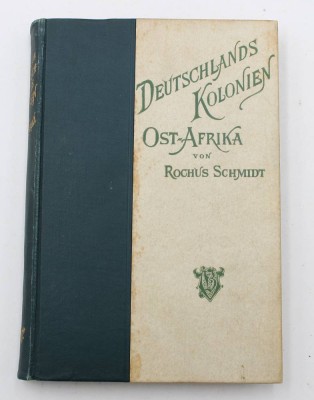 DEUTSCHLANDS
KOLONIEN
OST-AFRIKA
VON
ROCHUS SCHMIDT